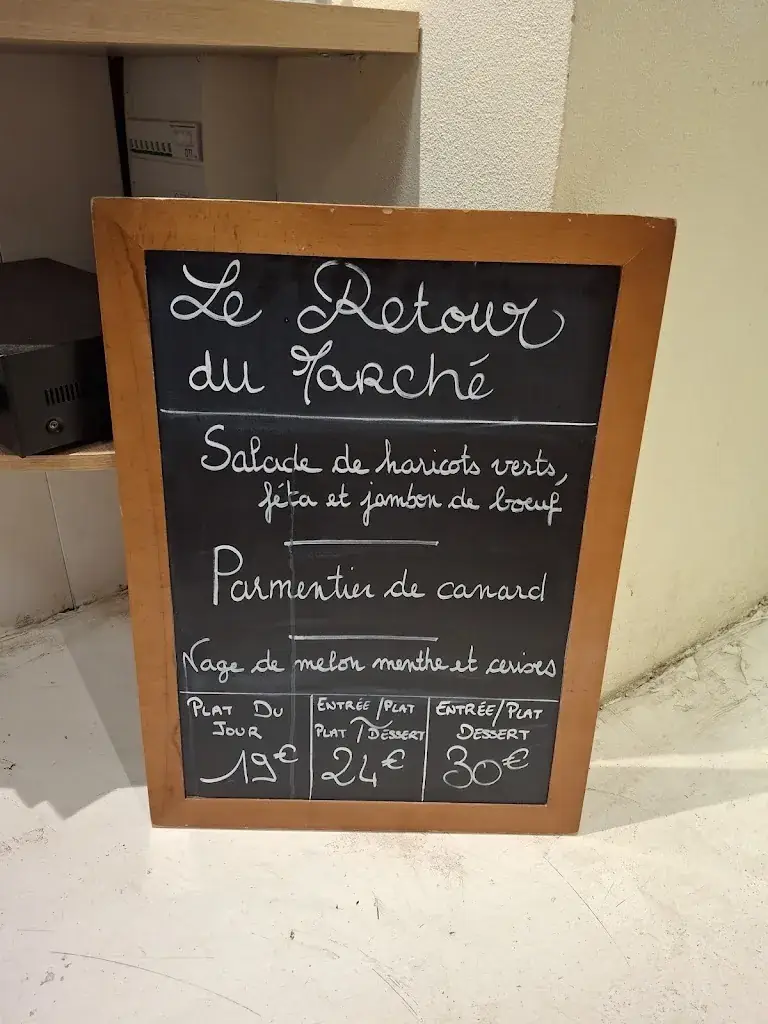 Le Retour
du Marché
Salade de haricots verts,
féta et jambon de boeuf
Parmentier de canard
Nage de melon menthe et cerises
PLAT DU
JOUR
19€
ENTRÉE/PLAT
PLAT/DESSERT
24€
ENTRÉE/PLAT
DESSERT
30€